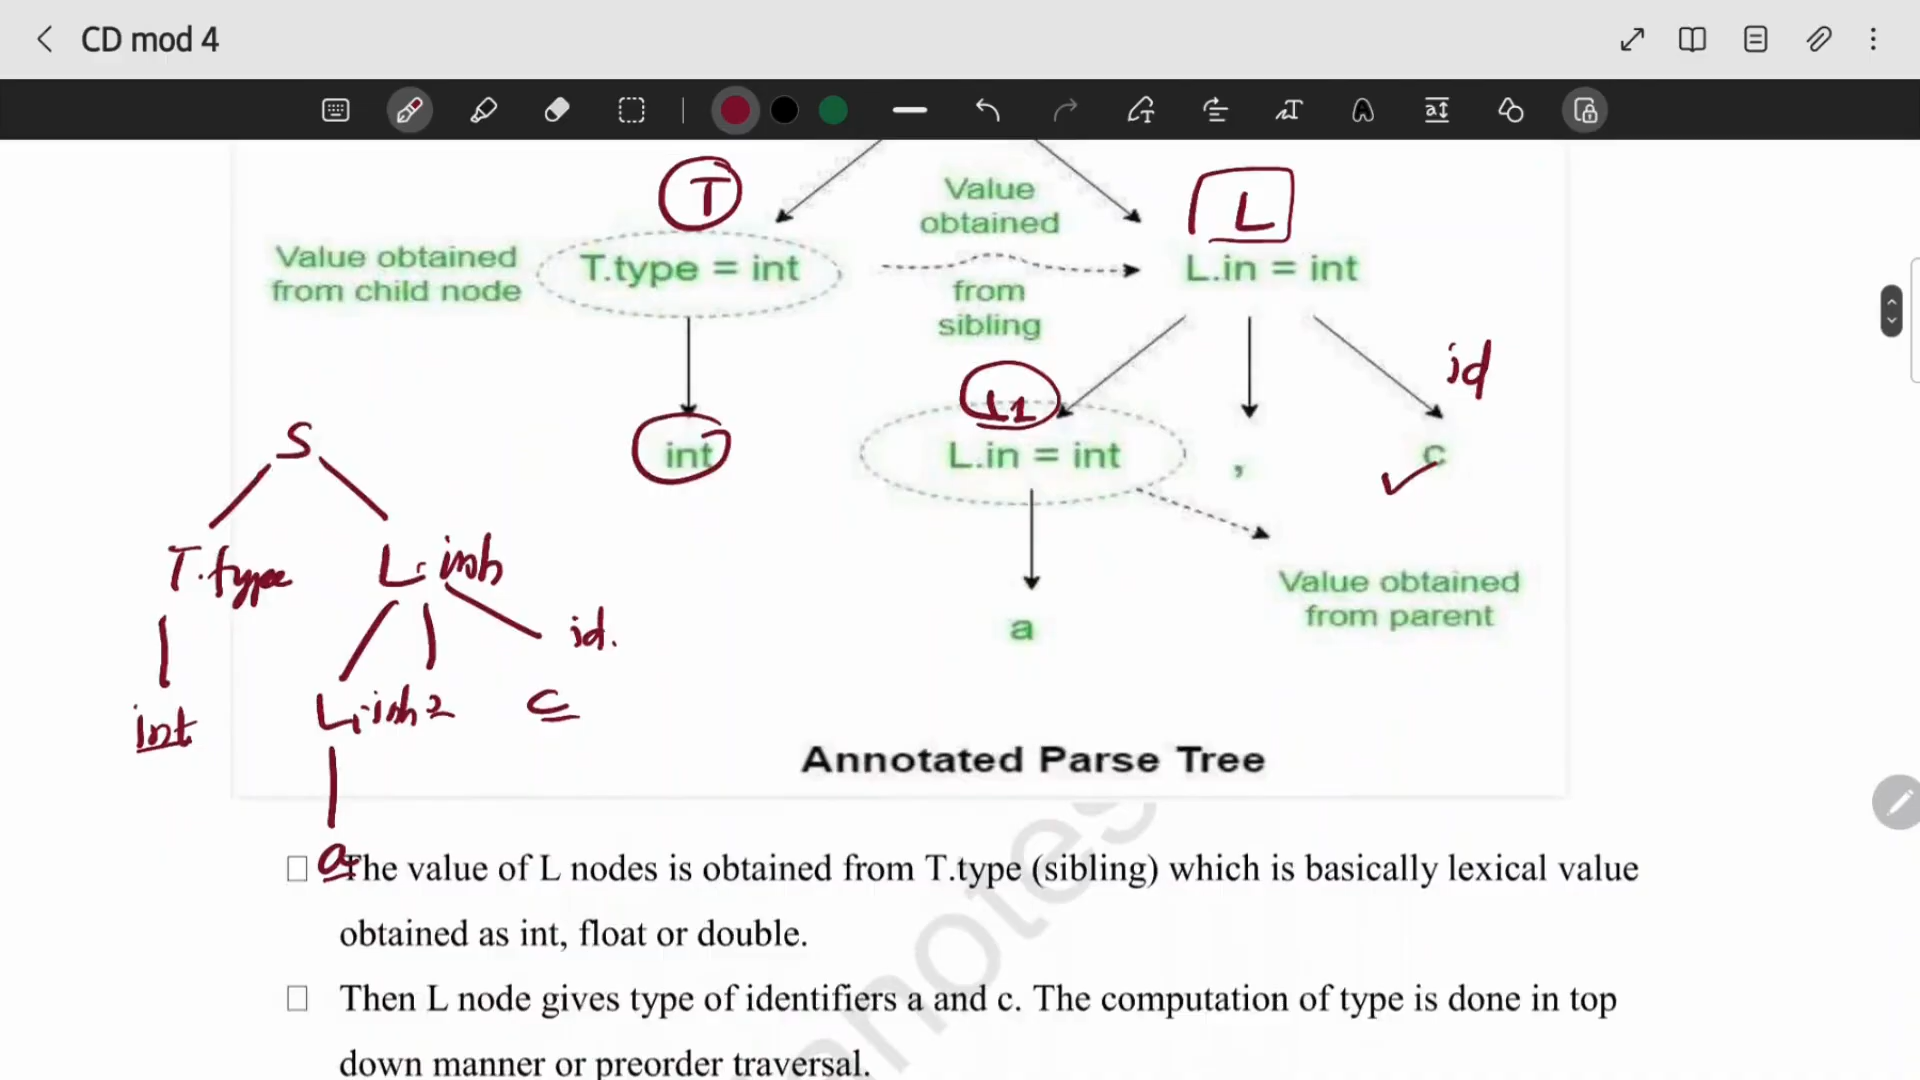 CD mod 4
T
Value
obtained
L
Value obtained
from child node
T.type = int
L.in = int
from
sibling
id
L1
int
L.in = int
,
c
S
T.type
L.inh
Value obtained
from parent
id.
a
int
L1.inh 2
c
Annotated Parse Tree
a
The value of L nodes is obtained from T.type (sibling) which is basically lexical value
obtained as int, float or double.
Then L node gives type of identifiers a and c. The computation of type is done in top
down manner or preorder traversal.